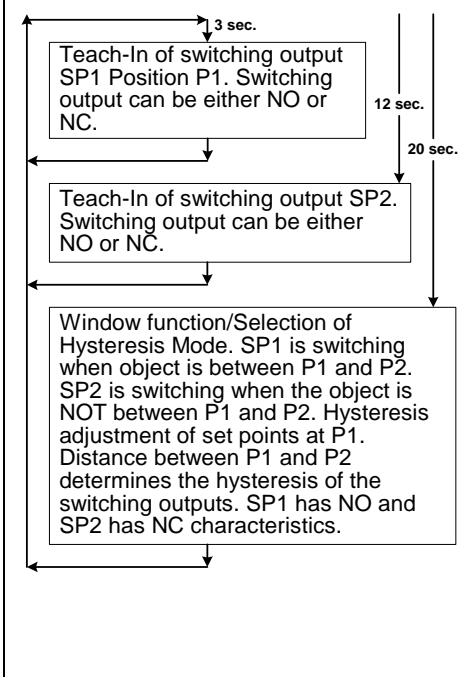 3 sec.
Teach-In of switching output
SP1 Position P1. Switching
output can be either NO or
NC.
12 sec.
20 sec.
Teach-In of switching output SP2.
Switching output can be either
NO or NC.
Window function/Selection of
Hysteresis Mode. SP1 is switching
when object is between P1 and P2.
SP2 is switching when the object is
NOT between P1 and P2. Hysteresis
adjustment of set points at P1.
Distance between P1 and P2
determines the hysteresis of the
switching outputs. SP1 has NO and
SP2 has NC characteristics.